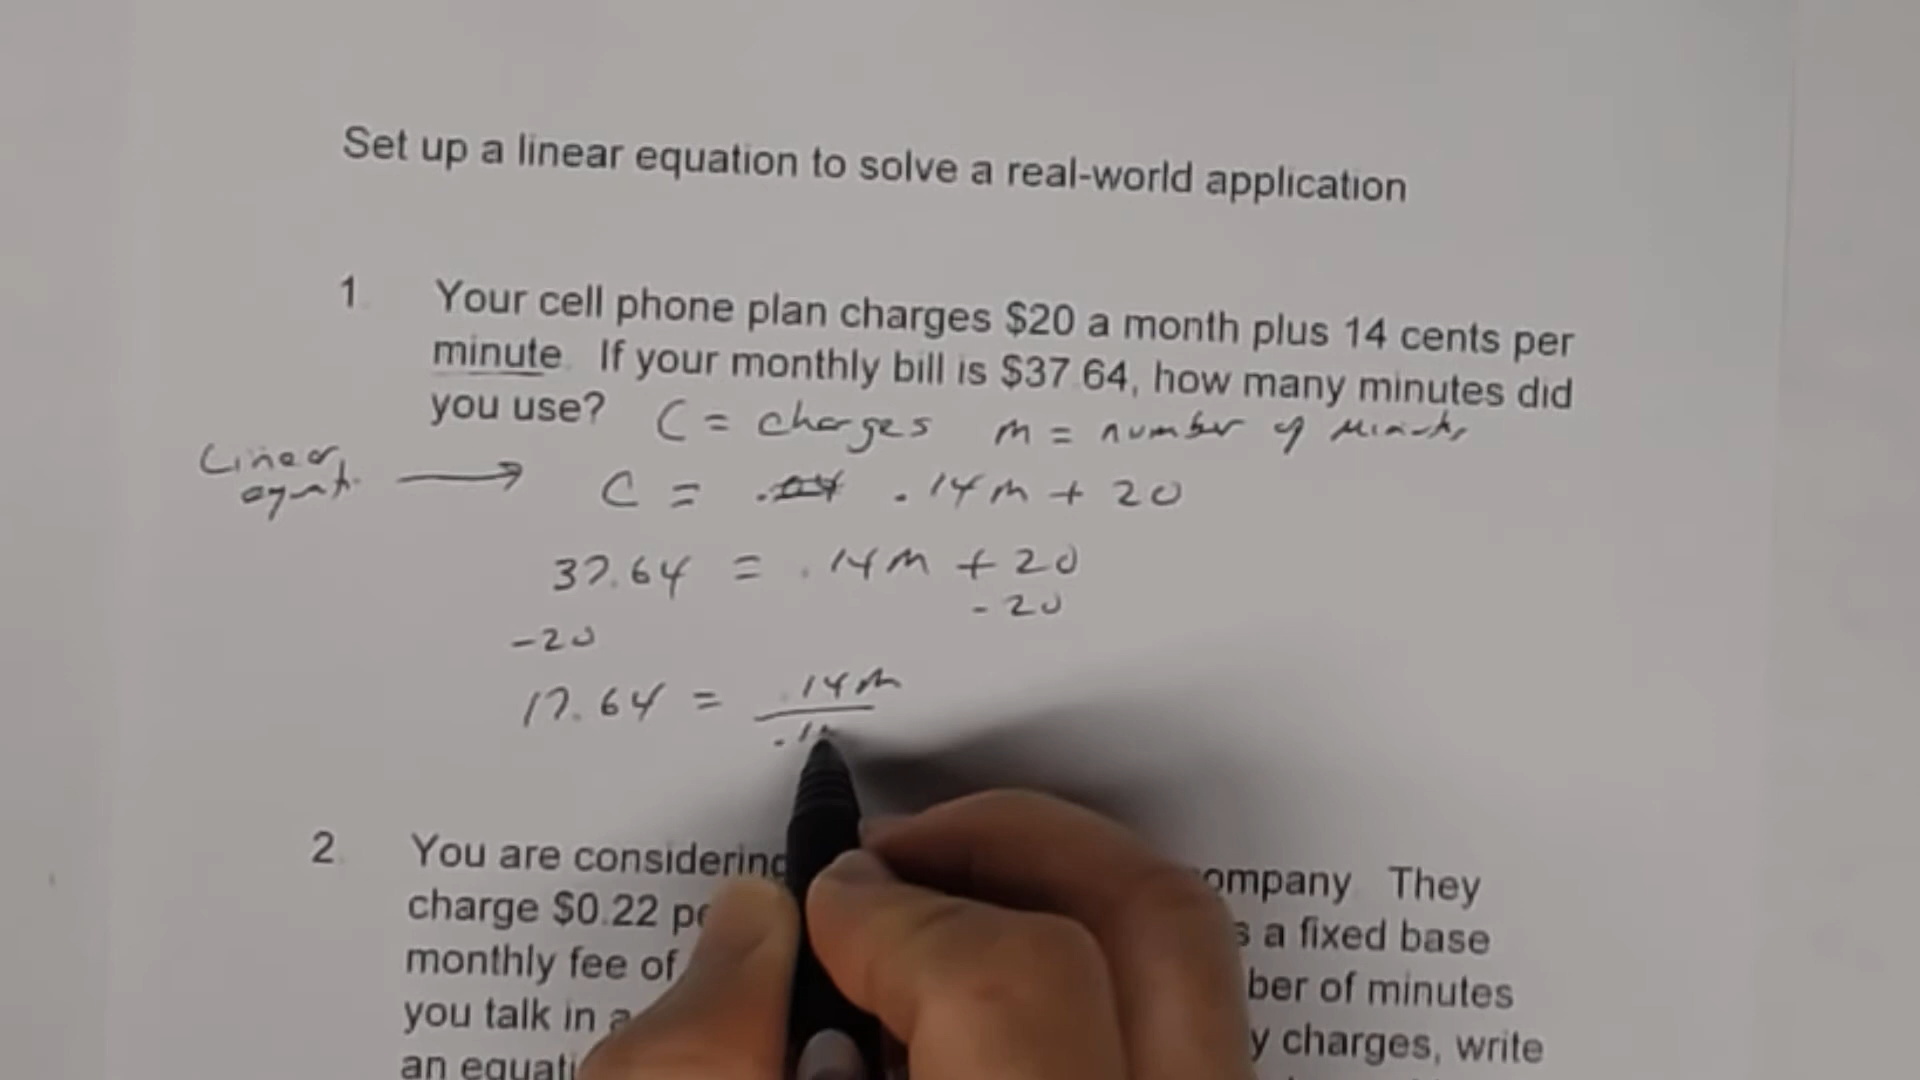 Set up a linear equation to solve a real-world application
1. Your cell phone plan charges $20 a month plus 14 cents per
minute. If your monthly bill is $37.64, how many minutes did
you use? C = charges m = number of
Linear
C = .14m + 20
37.64 = .14m + 20
- 20
-20
17.64 = .14m
2. You are considering ompany They
charge $0.22 s a fixed base
monthly fee of ber of minutes
you talk in y charges, write
an equati